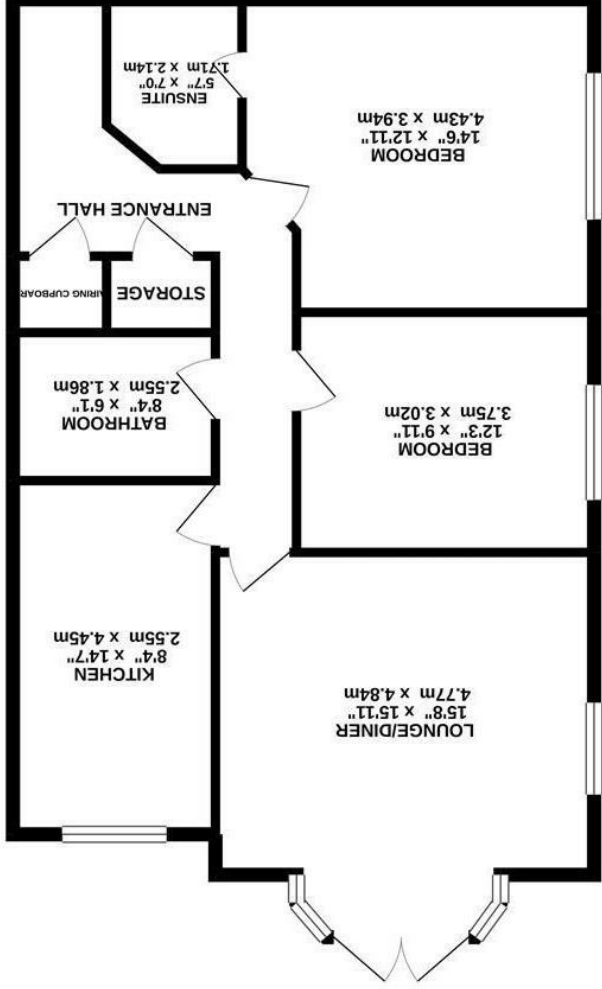 LOUNGE/DINER
15'8" x 15'11"
4.77m x 4.84m
KITCHEN
8'4" x 14'7"
2.55m x 4.45m
BEDROOM
12'3" x 9'11"
3.75m x 3.02m
BATHROOM
8'4" x 6'1"
2.55m x 1.86m
STORAGE
AIRING CUPBOARD
ENTRANCE HALL
BEDROOM
14'6" x 12'11"
4.43m x 3.94m
ENSUITE
5'7" x 7'0"
1.71m x 2.14m